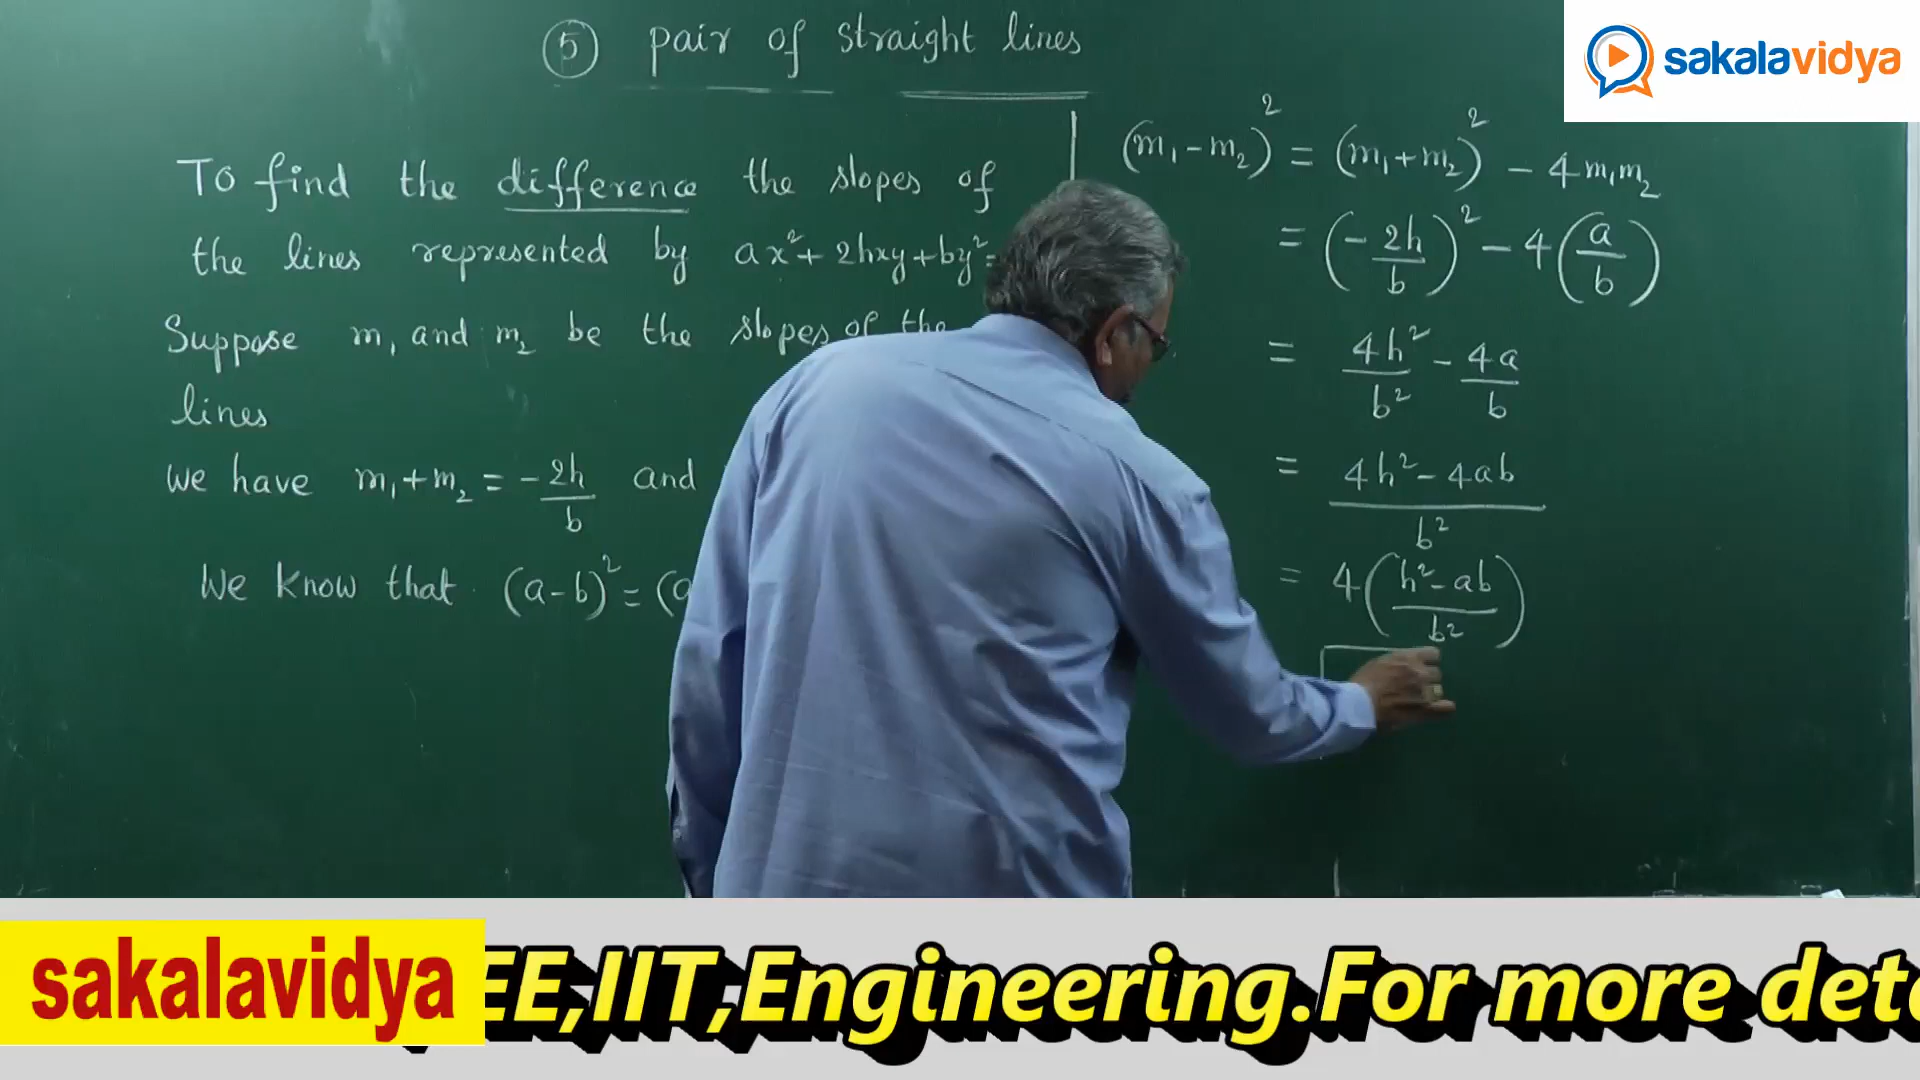 ⑤ pair of straight lines
sakalavidya
To find the difference the slopes of
the lines represented by ax²+2hxy+by²=
Suppose m₁ and m₂ be the slopes of the
lines
We have m₁+m₂ = -2h/b and
We know that (a-b)² = (a
(m₁-m₂)² = (m₁+m₂)² - 4m₁m₂
= (-2h/b)² - 4(a/b)
= 4h²/b² - 4a/b
= 4h²-4ab/b²
= 4(h²-ab/b²)
sakalavidya
EE,IIT,Engineering.For more deta